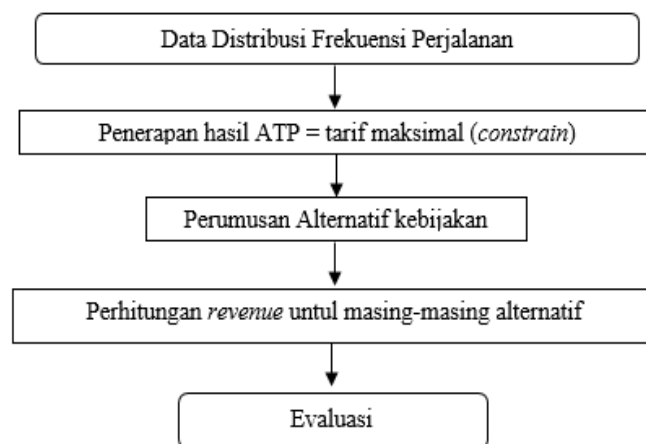 Data Distribusi Frekuensi Perjalanan
Penerapan hasil ATP = tarif maksimal (constrain)
Perumusan Alternatif kebijakan
Perhitungan revenue untuk masing-masing alternatif
Evaluasi